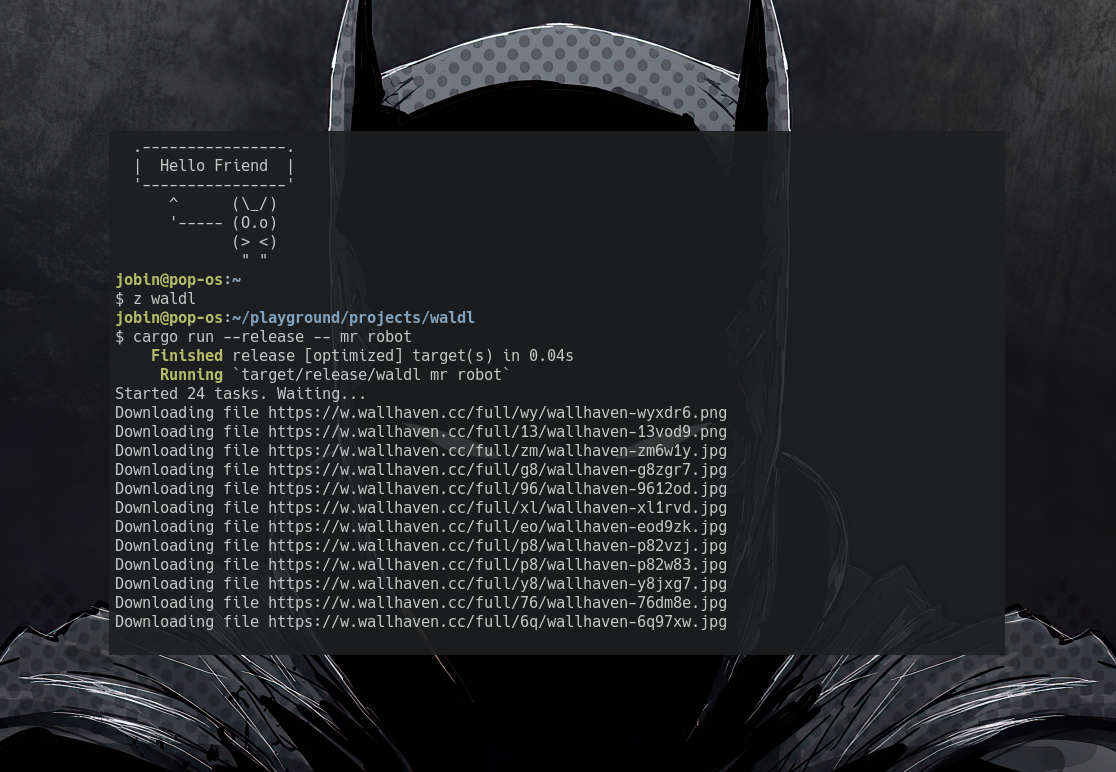 .----------------.
|  Hello Friend  |
'----------------'
^      (\_/)
'----- (O.o)
(> <)
" "
jobin@pop-os:~
$ z waldl
jobin@pop-os:~/playground/projects/waldl
$ cargo run --release -- mr robot
Finished release [optimized] target(s) in 0.04s
Running `target/release/waldl mr robot`
Started 24 tasks. Waiting...
Downloading file https://w.wallhaven.cc/full/wy/wallhaven-wyxdr6.png
Downloading file https://w.wallhaven.cc/full/13/wallhaven-13vod9.png
Downloading file https://w.wallhaven.cc/full/zm/wallhaven-zm6w1y.jpg
Downloading file https://w.wallhaven.cc/full/g8/wallhaven-g8zgr7.jpg
Downloading file https://w.wallhaven.cc/full/96/wallhaven-9612od.jpg
Downloading file https://w.wallhaven.cc/full/xl/wallhaven-xl1rvd.jpg
Downloading file https://w.wallhaven.cc/full/eo/wallhaven-eod9zk.jpg
Downloading file https://w.wallhaven.cc/full/p8/wallhaven-p82vzj.jpg
Downloading file https://w.wallhaven.cc/full/p8/wallhaven-p82w83.jpg
Downloading file https://w.wallhaven.cc/full/y8/wallhaven-y8jxg7.jpg
Downloading file https://w.wallhaven.cc/full/76/wallhaven-76dm8e.jpg
Downloading file https://w.wallhaven.cc/full/6q/wallhaven-6q97xw.jpg